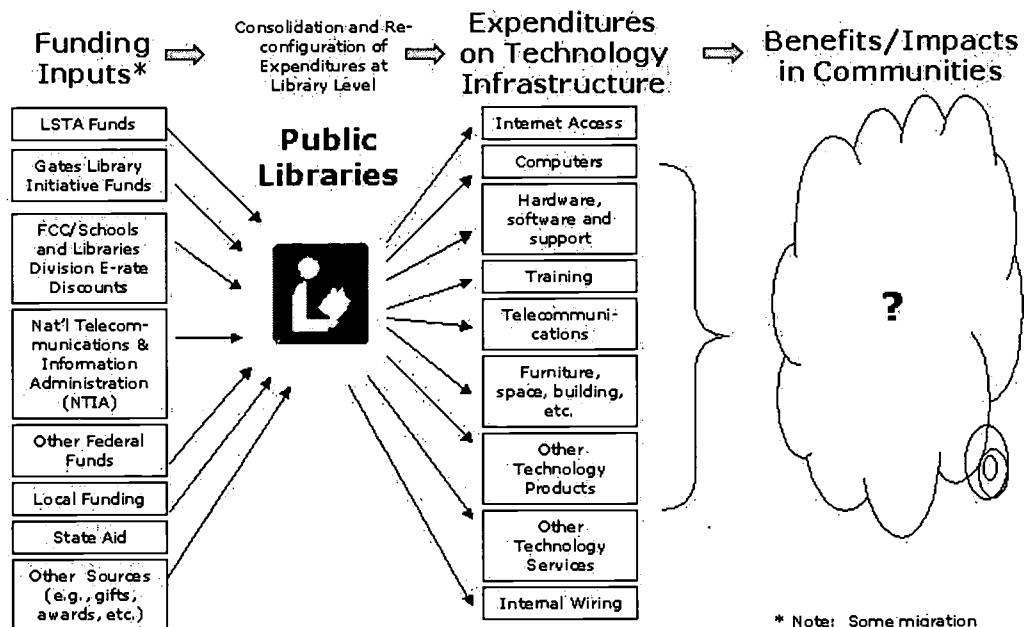 Funding
Inputs*
Consolidation and Re-
configuration of
Expenditures at
Library Level
Expenditures
on Technology
Infrastructure
Benefits/Impacts
in Communities
LSTA Funds
Gates Library
Initiative Funds
FCC/Schools
and Libraries
Division E-rate
Discounts
Nat'l Telecom-
munications &
Information
Administration
(NTIA)
Other Federal
Funds
Local Funding
State Aid
Other Sources
(e.g., gifts,
awards, etc.)
Public
Libraries
Internet Access
Computers
Hardware,
software and
support
Training
Telecommuni-
cations
Furniture,
space, building,
etc.
Other
Technology
Products
Other
Technology
Services
Internal Wiring
?
* Note: Some migration